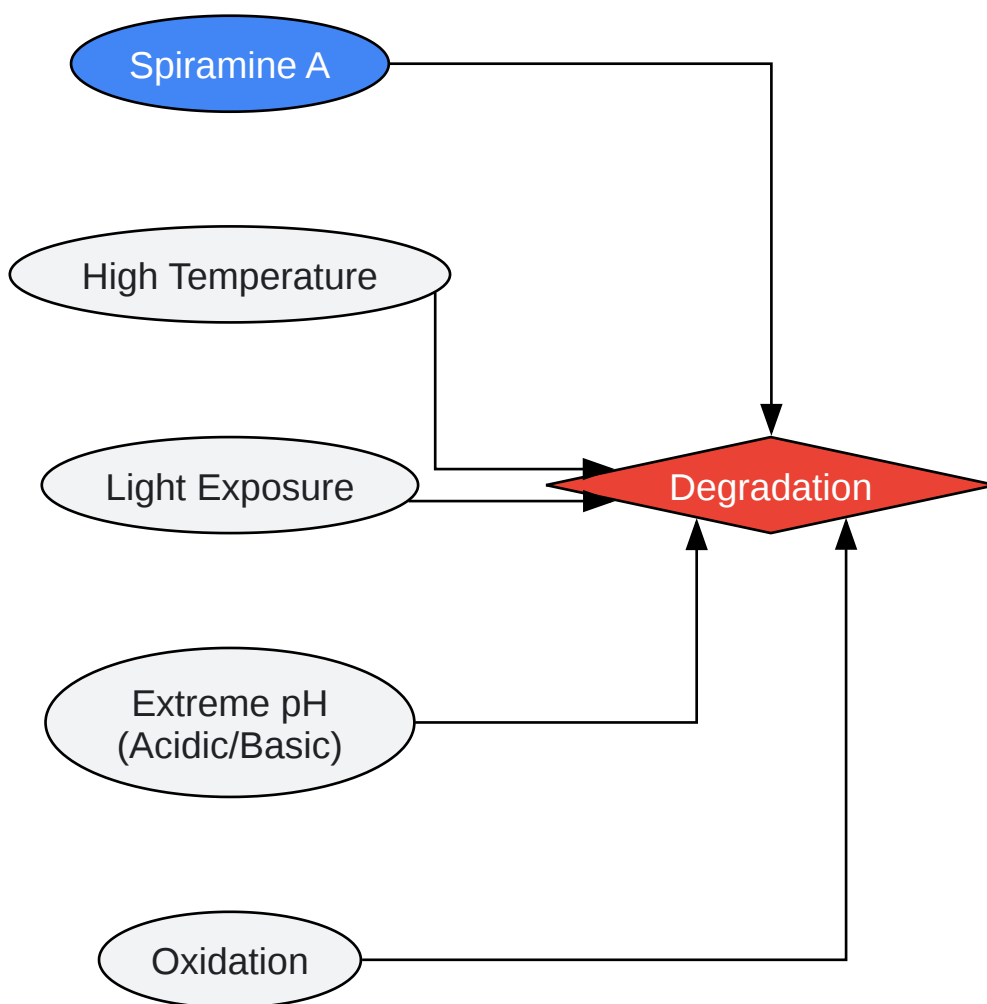 Spiramine A
High Temperature
Light Exposure
Degradation
Extreme pH
(Acidic/Basic)
Oxidation